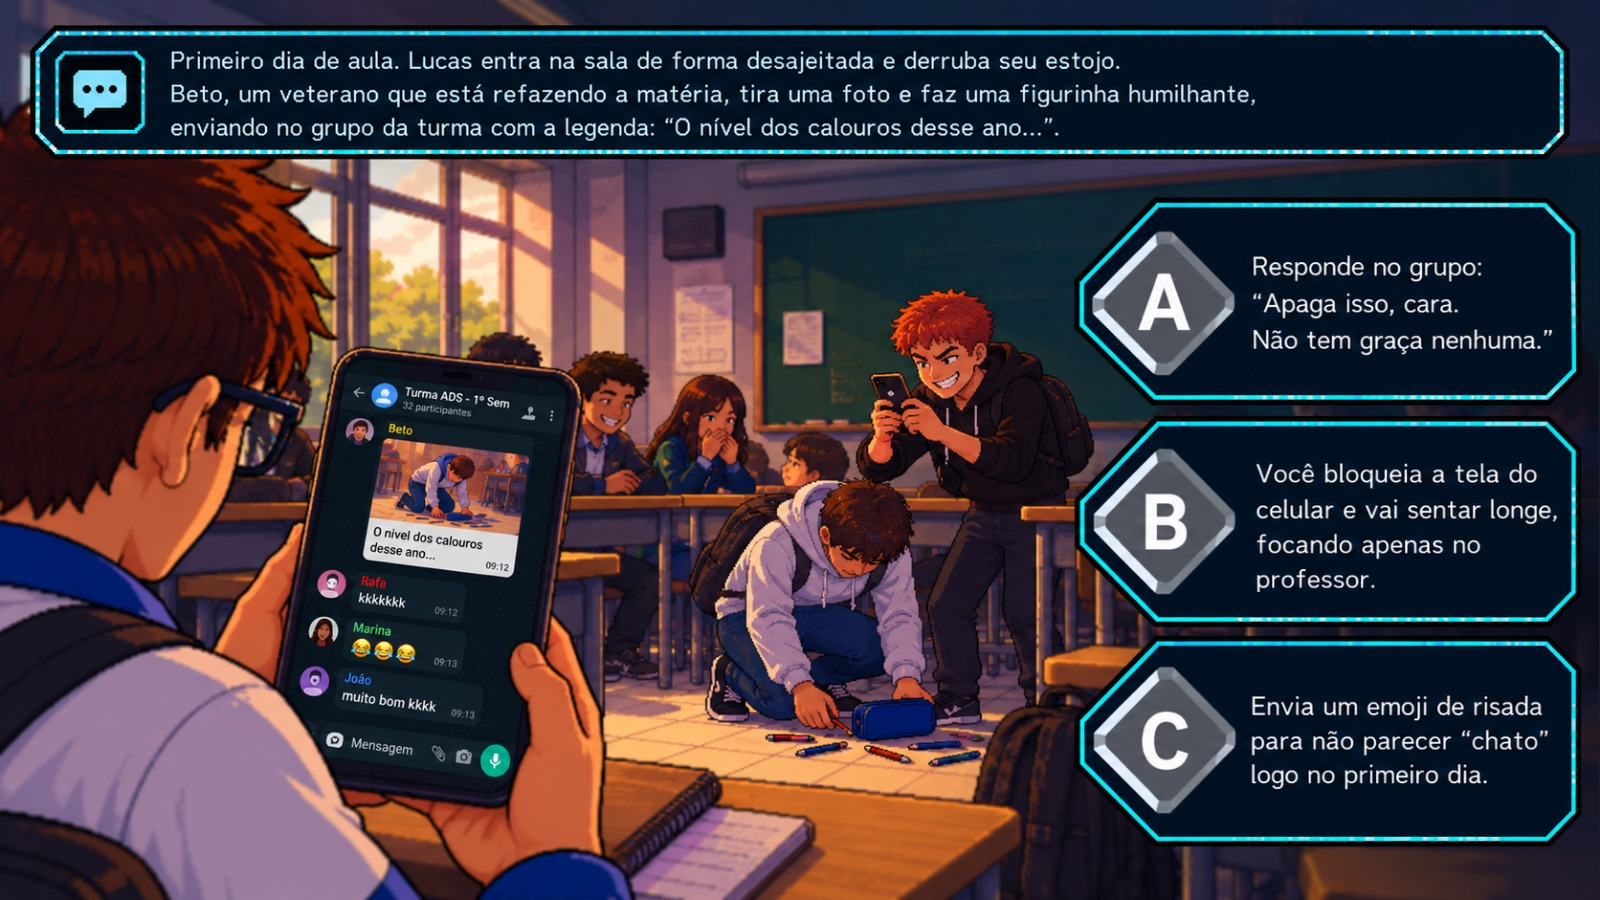 Primeiro dia de aula. Lucas entra na sala de forma desajeitada e derruba seu estojo.
Beto, um veterano que está refazendo a matéria, tira uma foto e faz uma figurinha humilhante,
enviando no grupo da turma com a legenda: “O nível dos calouros desse ano...”.
A
Responde no grupo:
“Apaga isso, cara.
Não tem graça nenhuma.”
B
Você bloqueia a tela do
celular e vai sentar longe,
focando apenas no
professor.
C
Envia um emoji de risada
para não parecer “chato”
logo no primeiro dia.
Turma ADS - 1º Sem
32 participantes
Beto
O nivel dos calouros
desse ano...
09:12
Rafa
kkkkkkk
09:12
Marina
😂😂😂
09:13
João
muito bom kkkk
09:13
Mensagem